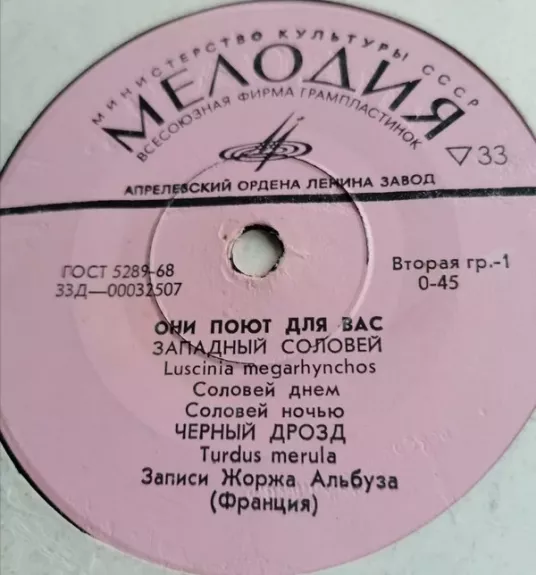 МИНИСТЕРСТВО КУЛЬТУРЫ СССР
МЕЛОДИЯ
ВСЕСОЮЗНАЯ ФИРМА ГРАМПЛАСТИНОК
▽33
АПРЕЛЕВСКИЙ ОРДЕНА ЛЕНИНА ЗАВОД
ГОСТ 5289-68
33Д—00032507
Вторая гр.-1
0-45
ОНИ ПОЮТ ДЛЯ ВАС
ЗАПАДНЫЙ СОЛОВЕЙ
Luscinia megarhynchos
Соловей днем
Соловей ночью
ЧЕРНЫЙ ДРОЗД
Turdus merula
Записи Жоржа Альбуза
(Франция)